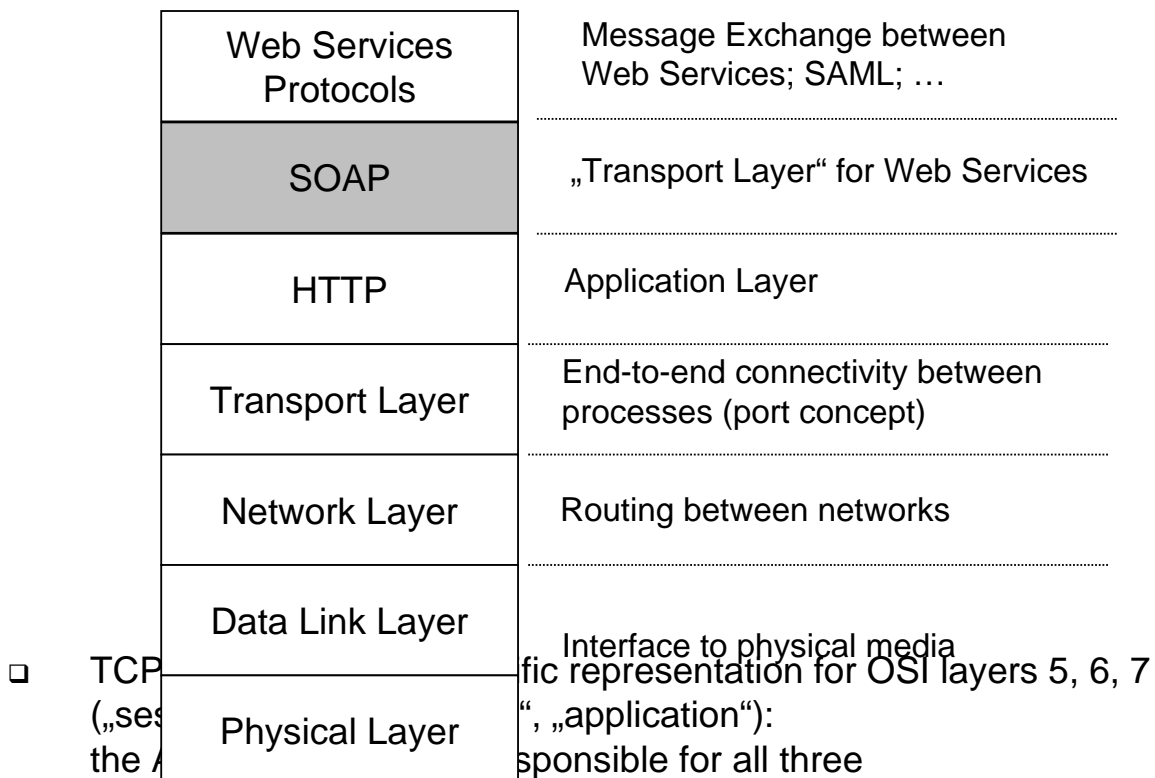 Web Services
Protocols
Message Exchange between
Web Services; SAML; …
SOAP
„Transport Layer“ for Web Services
HTTP
Application Layer
Transport Layer
End-to-end connectivity between
processes (port concept)
Network Layer
Routing between networks
Data Link Layer
Interface to physical media
Physical Layer
TCP fic representation for OSI layers 5, 6, 7
(„ses “, „application“):
the A sponsible for all three